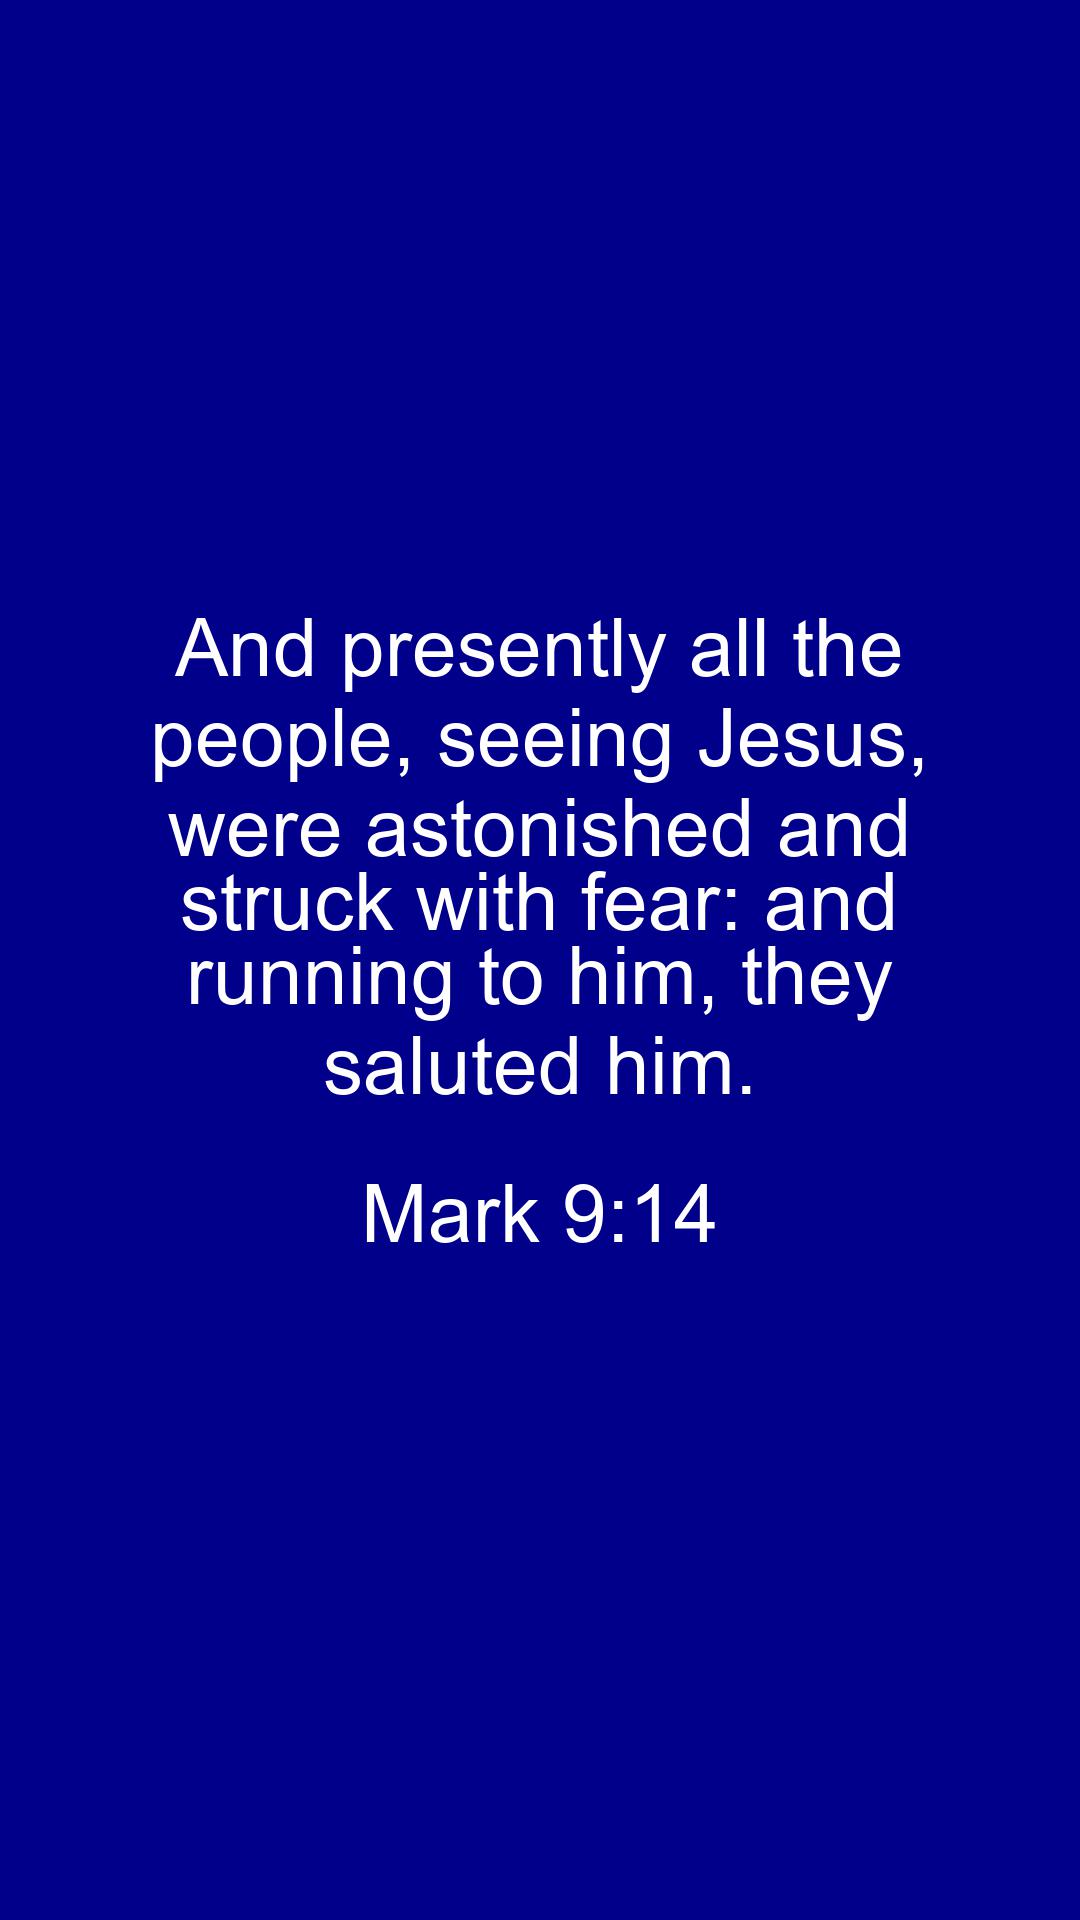 And presently all the
people, seeing Jesus,
were astonished and
struck with fear: and
running to him, they
saluted him.
Mark 9:14